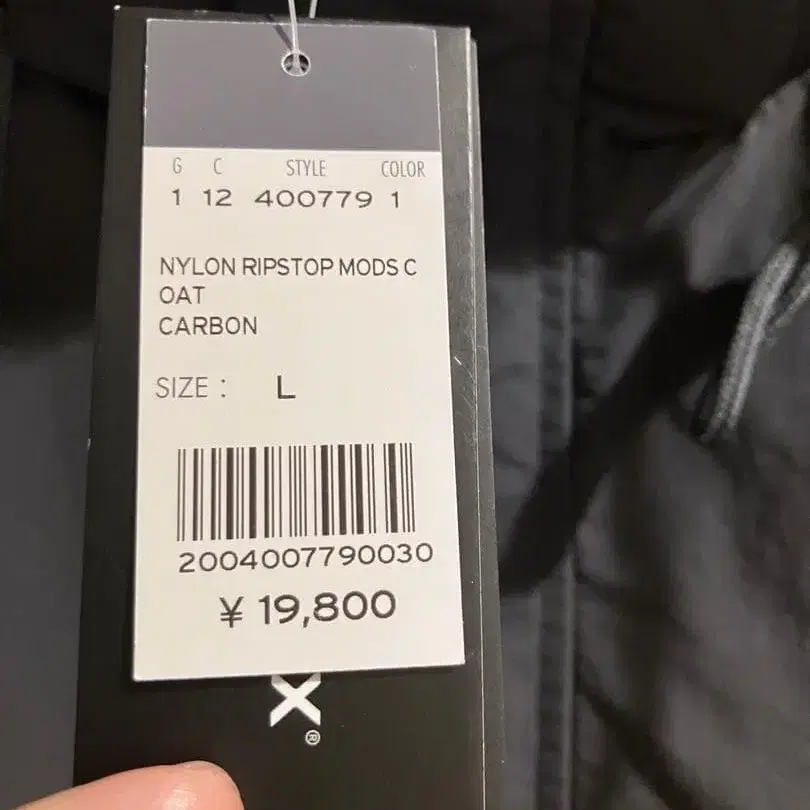 G C STYLE COLOR
1 12 400779 1
NYLON RIPSTOP MODS C
OAT
CARBON
SIZE : L
2004007790030
¥ 19,800
X
®